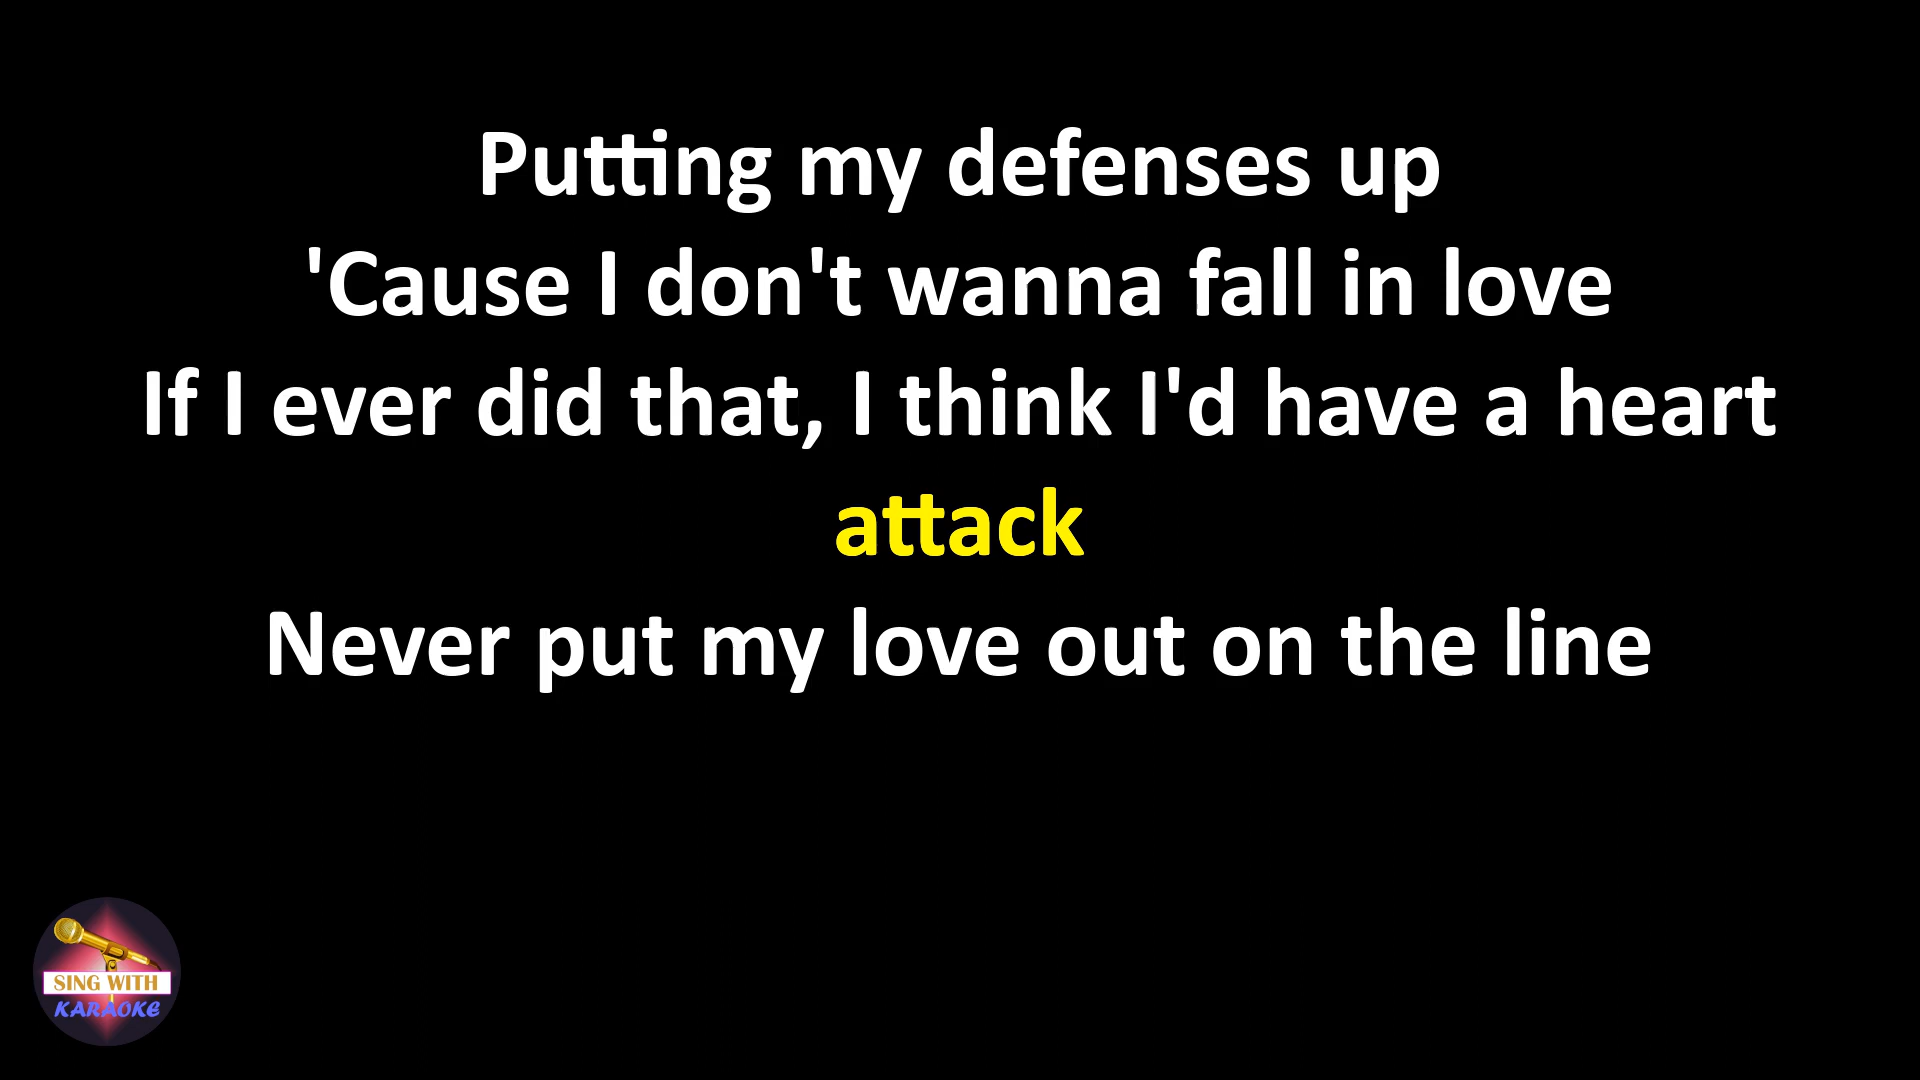 Putting my defenses up
'Cause I don't wanna fall in love
If I ever did that, I think I'd have a heart
attack
Never put my love out on the line
SING WITH
KARAOKE